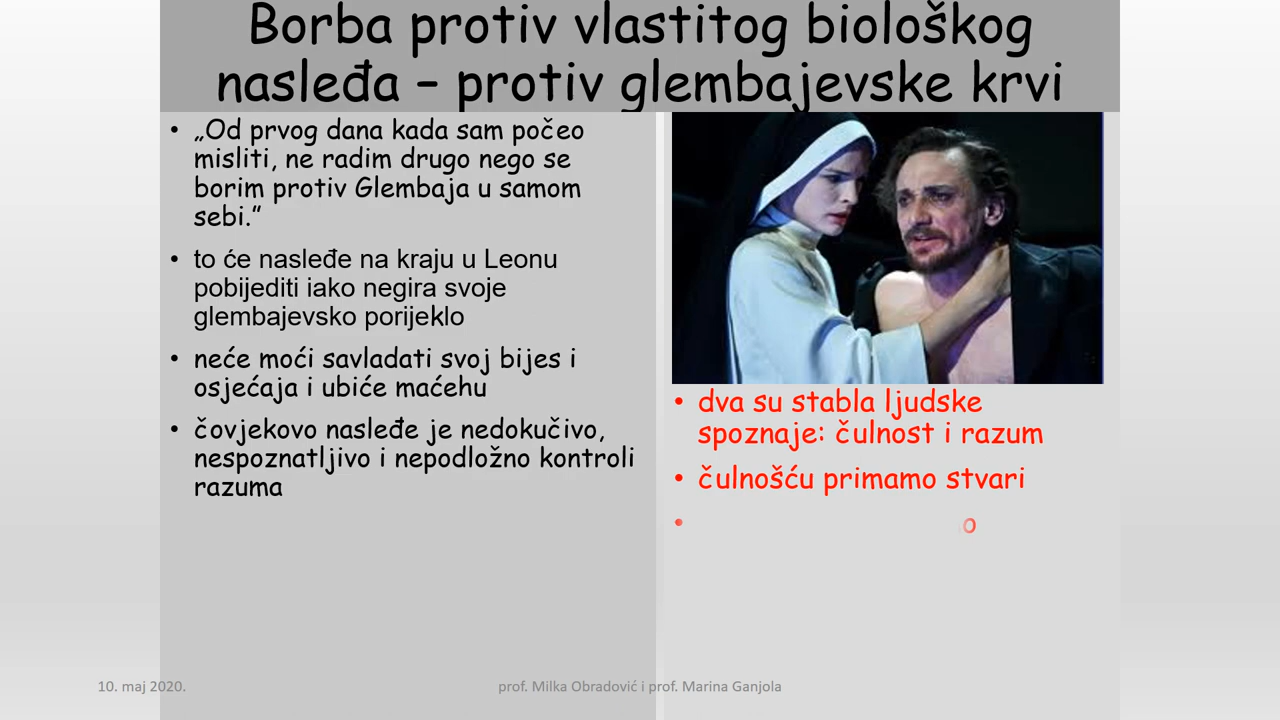 Borba protiv vlastitog biološkog
nasleđa – protiv glembajevske krvi
• „Od prvog dana kada sam počeo
misliti, ne radim drugo nego se
borim protiv Glembaja u samom
sebi.”
• to će nasleđe na kraju u Leonu
pobijediti iako negira svoje
glembajevsko porijeklo
• neće moći savladati svoj bijes i
osjećaja i ubiće maćehu
• čovjekovo nasleđe je nedokučivo,
nespoznatljivo i nepodložno kontroli
razuma
• dva su stabla ljudske
spoznaje: čulnost i razum
• čulnošću primamo stvari
• o
10. maj 2020.
prof. Milka Obradović i prof. Marina Ganjola